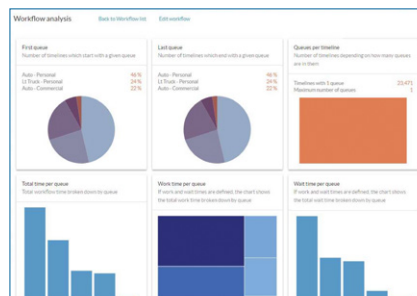 Workflow analysis
Back to Workflow list
Edit workflow
First queue
Number of timelines which start with a given queue
Auto - Personal 46 %
Lt Truck - Personal 24 %
Auto - Commercial 22 %
Last queue
Number of timelines which end with a given queue
Auto - Personal 46 %
Lt Truck - Personal 24 %
Auto - Commercial 22 %
Queues per timeline
Number of timelines depending on how many queues
are in them
Timelines with 1 queue 23,471
Maximum number of queues 1
Total time per queue
Total workflow time broken down by queue
Work time per queue
If work and wait times are defined, the chart shows
the total work time broken down by queue
Wait time per queue
If work and wait times are defined, the chart shows
the total wait time broken down by queue